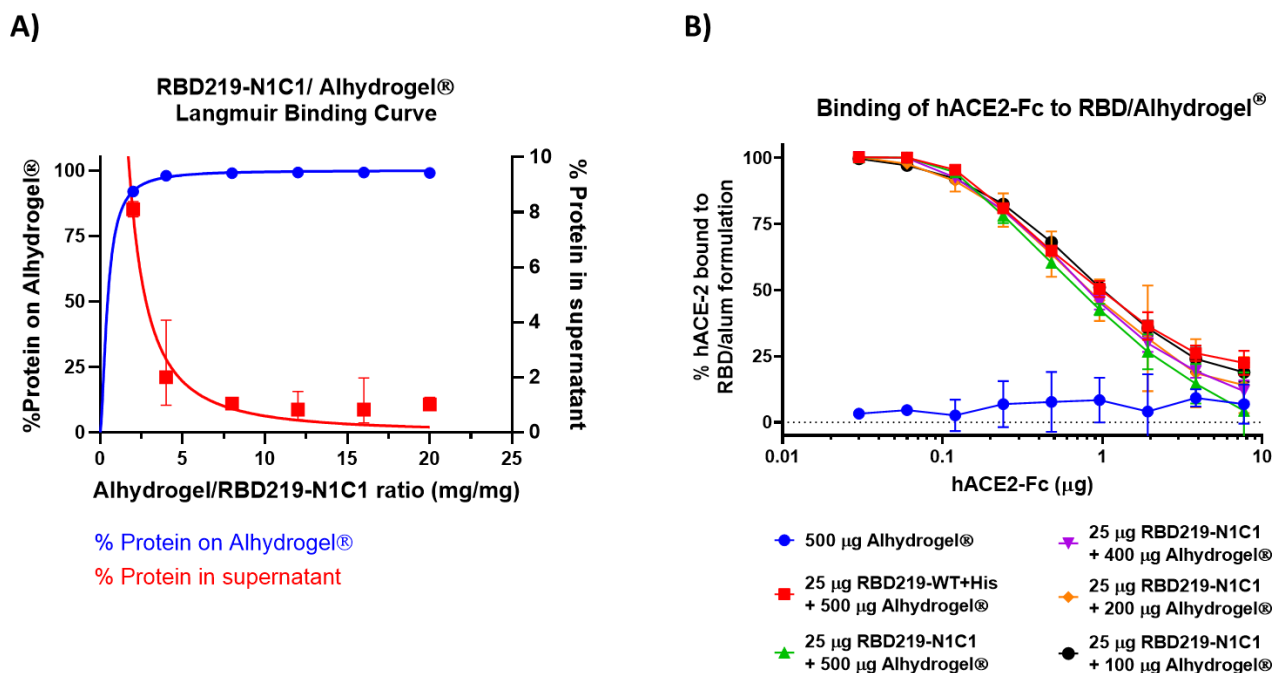 A)
RBD219-N1C1/ Alhydrogel®
Langmuir Binding Curve
%Protein on Alhydrogel®
100
75
50
25
0
10
8
6
4
2
0
% Protein in supernatant
0 5 10 15 20 25
Alhydrogel/RBD219-N1C1 ratio (mg/mg)
% Protein on Alhydrogel®
% Protein in supernatant
B)
Binding of hACE2-Fc to RBD/Alhydrogel®
% hACE-2 bound to
RBD/alum formulation
100
75
50
25
0
0.01 0.1 1 10
hACE2-Fc (μg)
500 μg Alhydrogel®
25 μg RBD219-WT+His
+ 500 μg Alhydrogel®
25 μg RBD219-N1C1
+ 500 μg Alhydrogel®
25 μg RBD219-N1C1
+ 400 μg Alhydrogel®
25 μg RBD219-N1C1
+ 200 μg Alhydrogel®
25 μg RBD219-N1C1
+ 100 μg Alhydrogel®